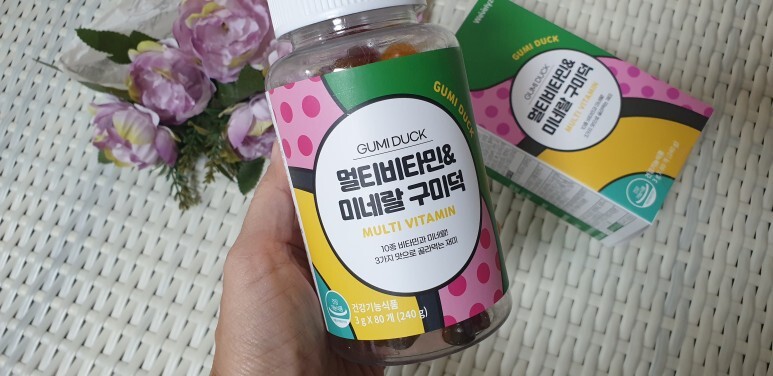 GUMI DUCK
GUMI DUCK
멀티비타민&
미네랄 구미덕
MULTI VITAMIN
10종 비타민과 미네랄!
3가지 맛으로 골라먹는 재미
건강기능식품
3 g X 80 개 (240 g)
GUMI DUCK
GUMI DUCK
멀티비타민&
미네랄 구미덕
MULTI VITAMIN